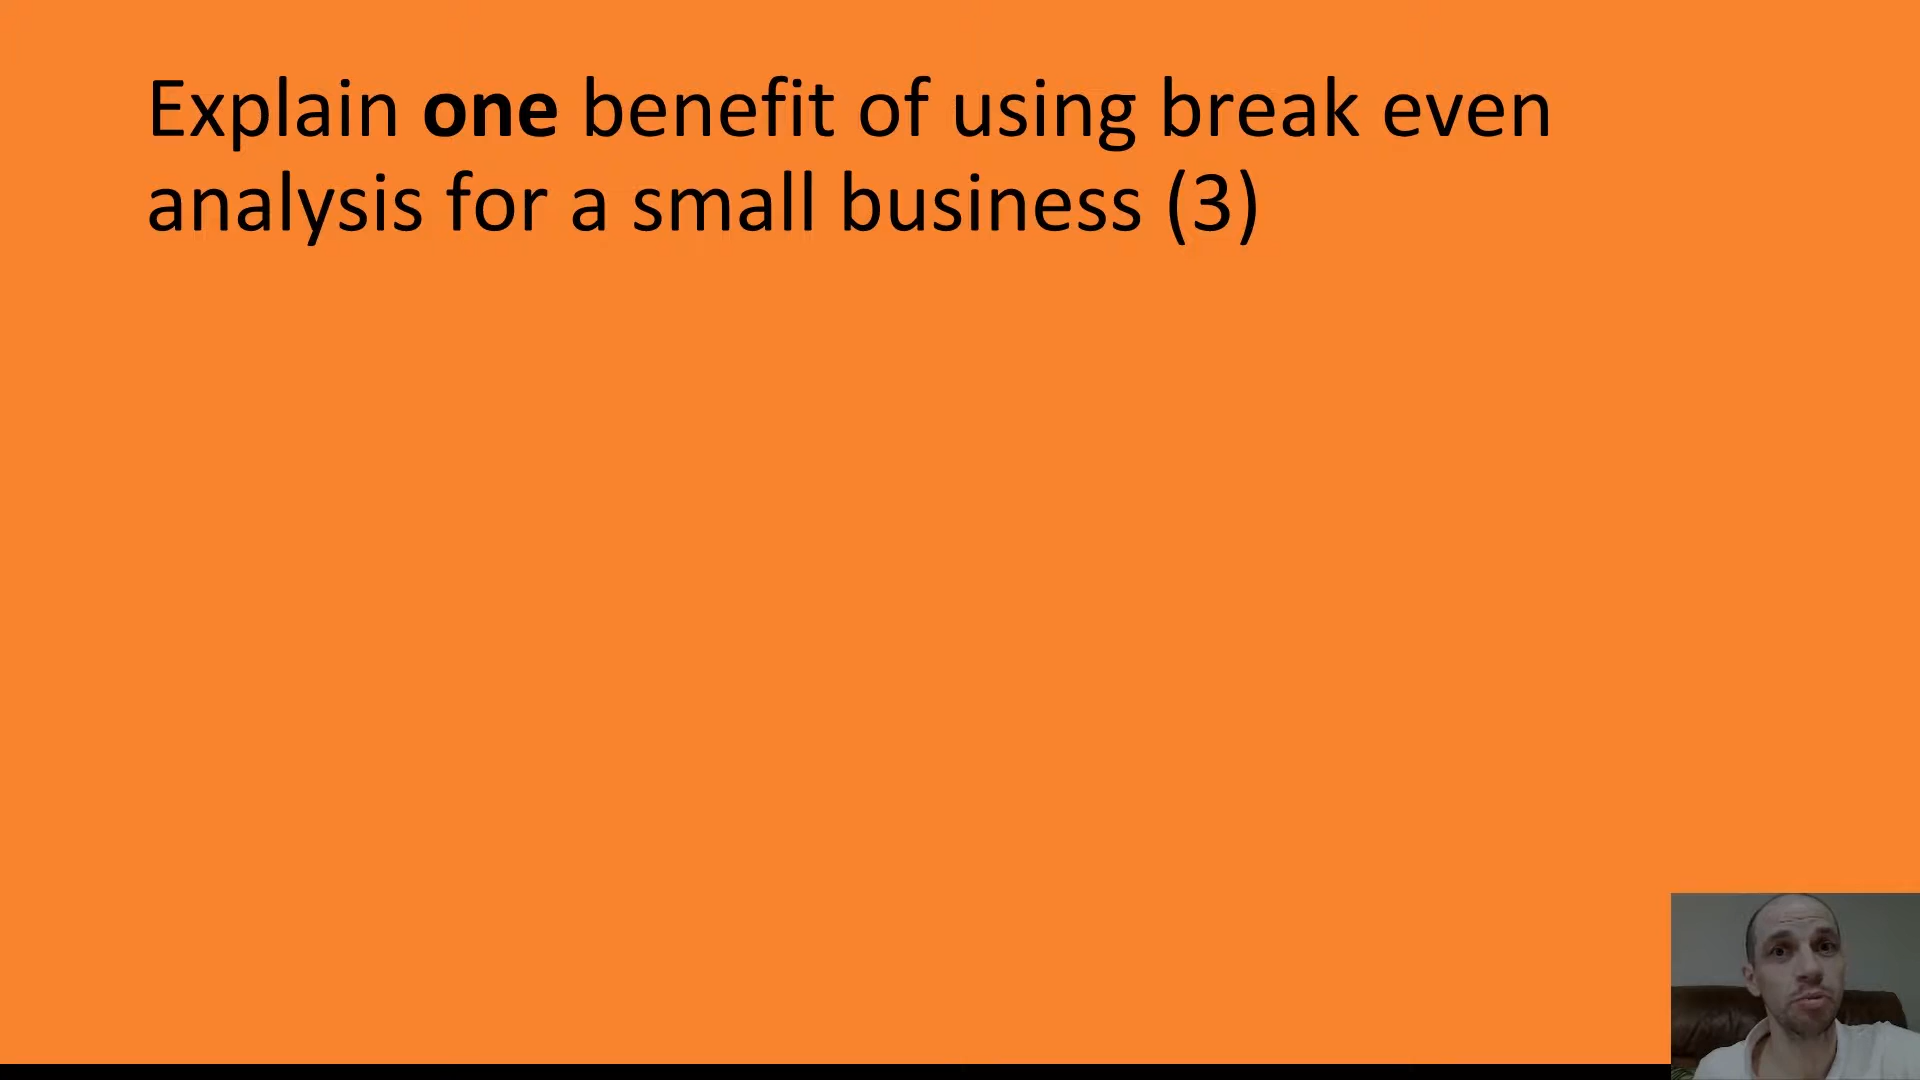 Explain one benefit of using break even
analysis for a small business (3)